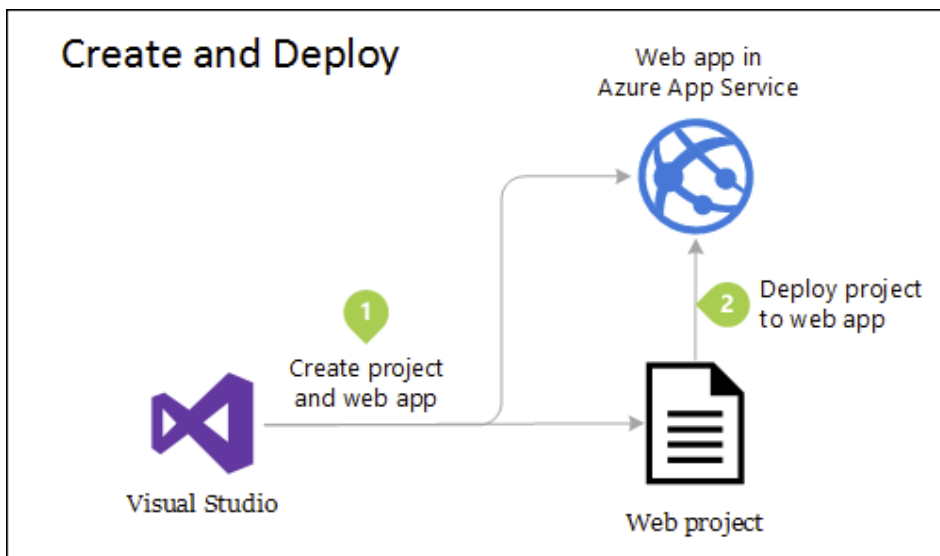 Create and Deploy
Web app in
Azure App Service
1
Create project
and web app
2
Deploy project
to web app
Visual Studio
Web project